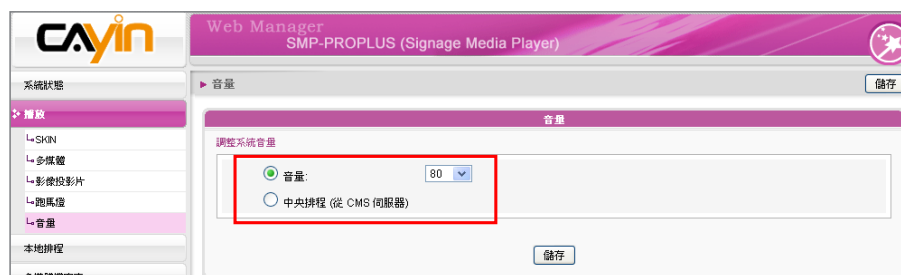 CAYIN
Web Manager
SMP-PROPLUS (Signage Media Player)
系統狀態
音量
儲存
播放
音量
SKIN
調整系統音量
多媒體
音量: 80
影像投影片
中央排程 (從 CMS 伺服器)
跑馬燈
音量
本地排程
儲存